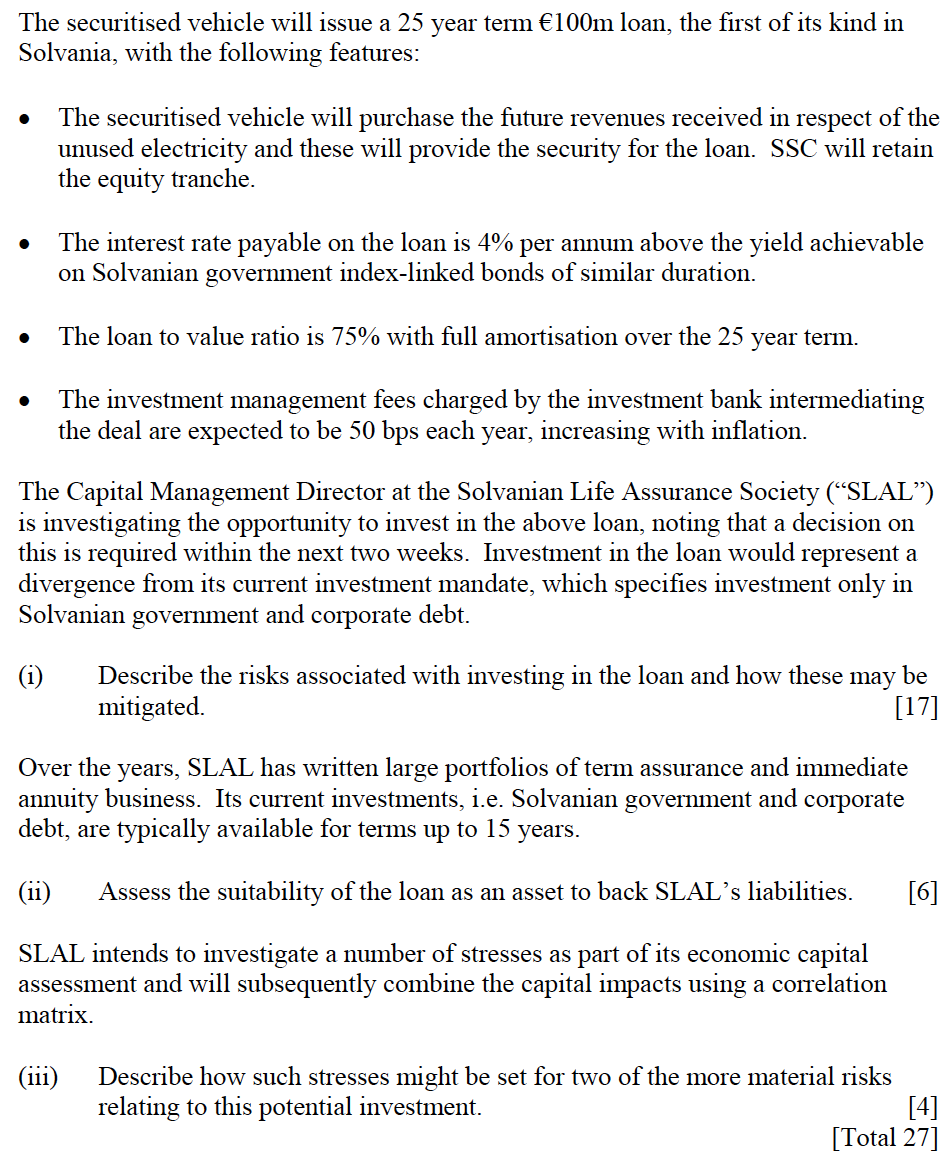 The securitised vehicle will issue a 25 year term €100m loan, the first of its kind in
Solvania, with the following features:
• The securitised vehicle will purchase the future revenues received in respect of the
unused electricity and these will provide the security for the loan. SSC will retain
the equity tranche.
• The interest rate payable on the loan is 4% per annum above the yield achievable
on Solvanian government index-linked bonds of similar duration.
• The loan to value ratio is 75% with full amortisation over the 25 year term.
• The investment management fees charged by the investment bank intermediating
the deal are expected to be 50 bps each year, increasing with inflation.
The Capital Management Director at the Solvanian Life Assurance Society (“SLAL”)
is investigating the opportunity to invest in the above loan, noting that a decision on
this is required within the next two weeks. Investment in the loan would represent a
divergence from its current investment mandate, which specifies investment only in
Solvanian government and corporate debt.
(i) Describe the risks associated with investing in the loan and how these may be
mitigated. [17]
Over the years, SLAL has written large portfolios of term assurance and immediate
annuity business. Its current investments, i.e. Solvanian government and corporate
debt, are typically available for terms up to 15 years.
(ii) Assess the suitability of the loan as an asset to back SLAL’s liabilities. [6]
SLAL intends to investigate a number of stresses as part of its economic capital
assessment and will subsequently combine the capital impacts using a correlation
matrix.
(iii) Describe how such stresses might be set for two of the more material risks
relating to this potential investment. [4]
[Total 27]